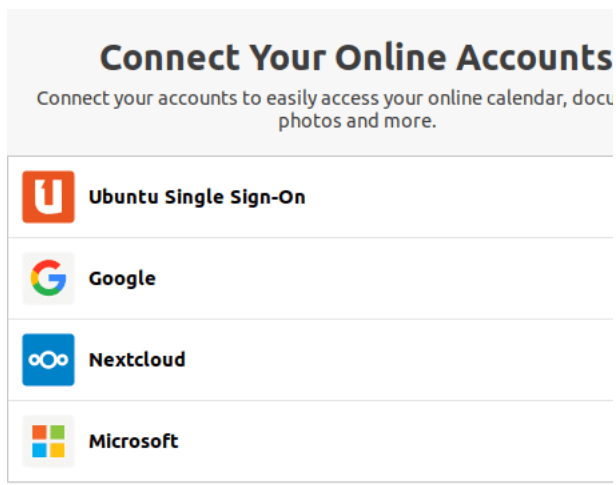 Connect Your Online Accounts
Connect your accounts to easily access your online calendar,
photos and more.
Ubuntu Single Sign-On
Google
Nextcloud
Microsoft